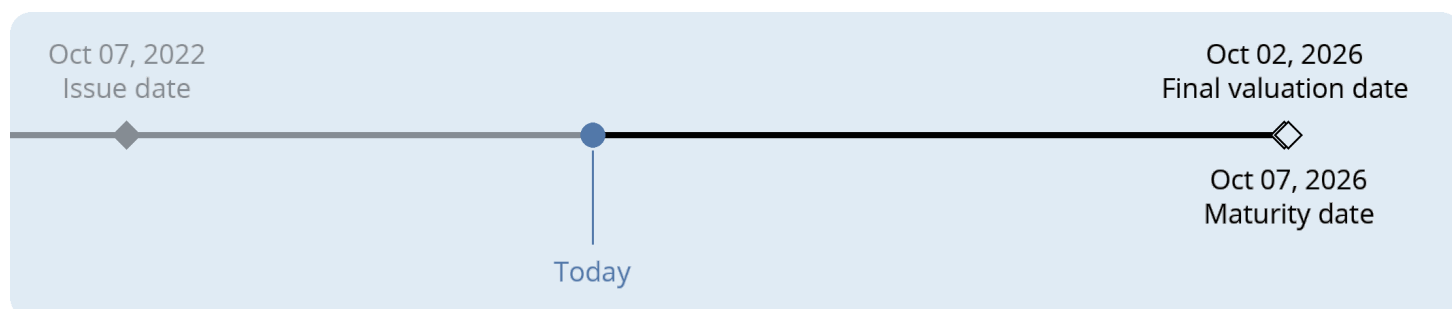 Oct 07, 2022
Issue date
Oct 02, 2026
Final valuation date
Oct 07, 2026
Maturity date
Today